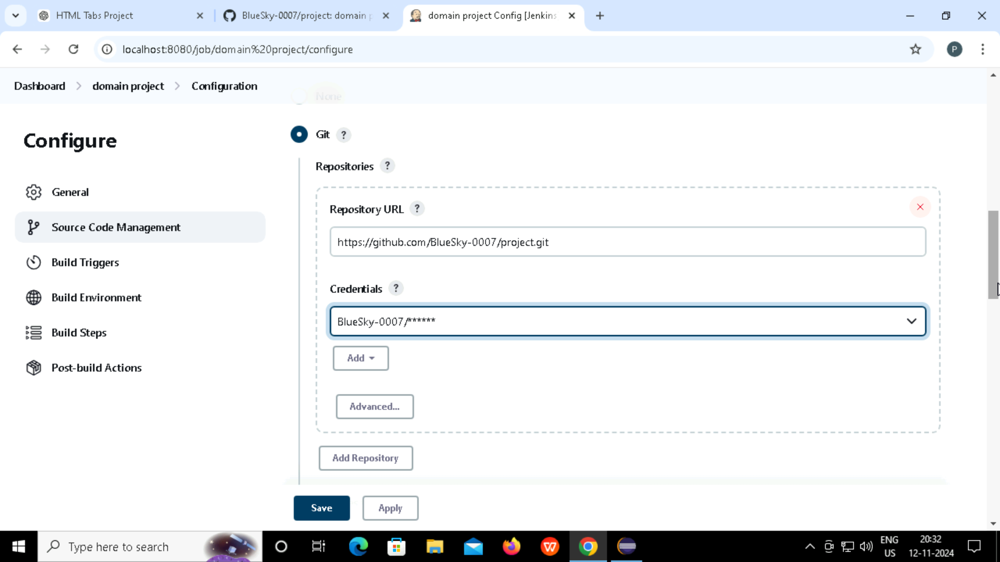 HTML Tabs Project
BlueSky-0007/project: domain p
domain project Config [Jenkins
localhost:8080/job/domain%20project/configure
P
Dashboard
domain project
Configuration
None
Configure
Git ?
Repositories ?
General
Repository URL ?
Source Code Management
https://github.com/BlueSky-0007/project.git
Build Triggers
Credentials ?
Build Environment
BlueSky-0007/******
Build Steps
Add
Post-build Actions
Advanced...
Add Repository
Save
Apply
Type here to search
W
ENG
US
20:32
12-11-2024